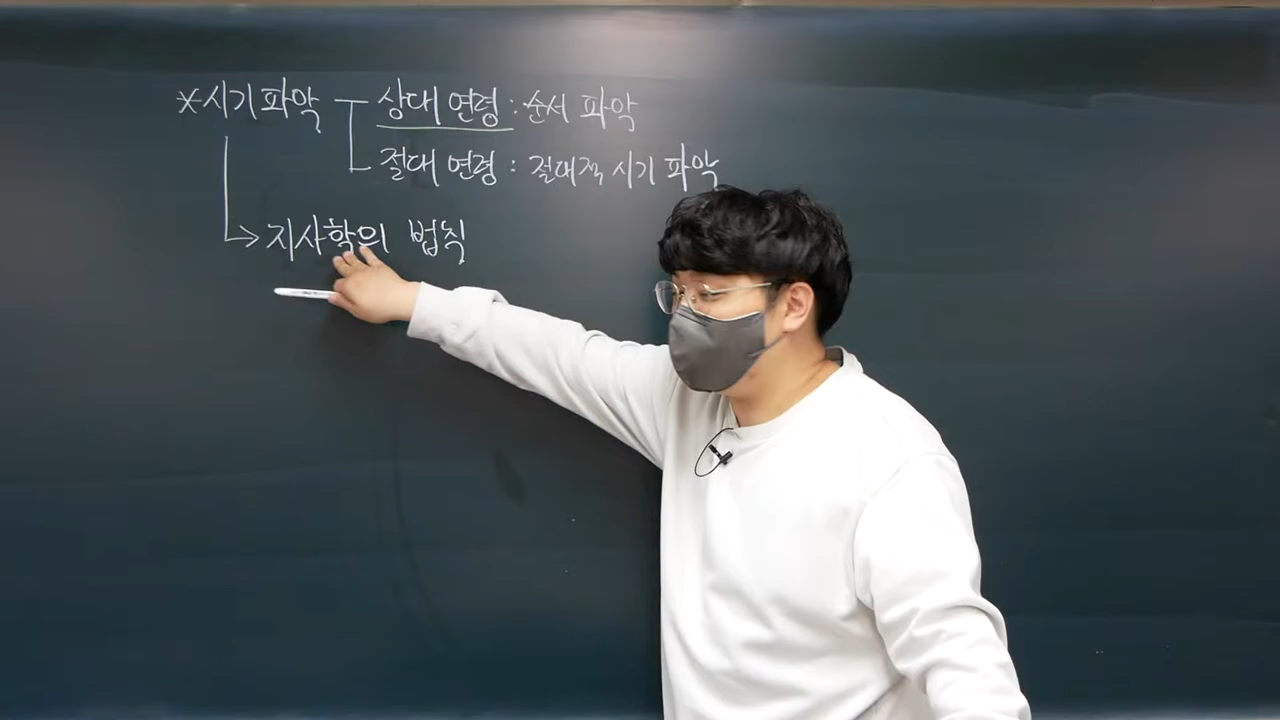 *시기 파악 상대 연령 : 순서 파악
절대 연령 : 절대적 시기 파악
→ 지사학의 법칙